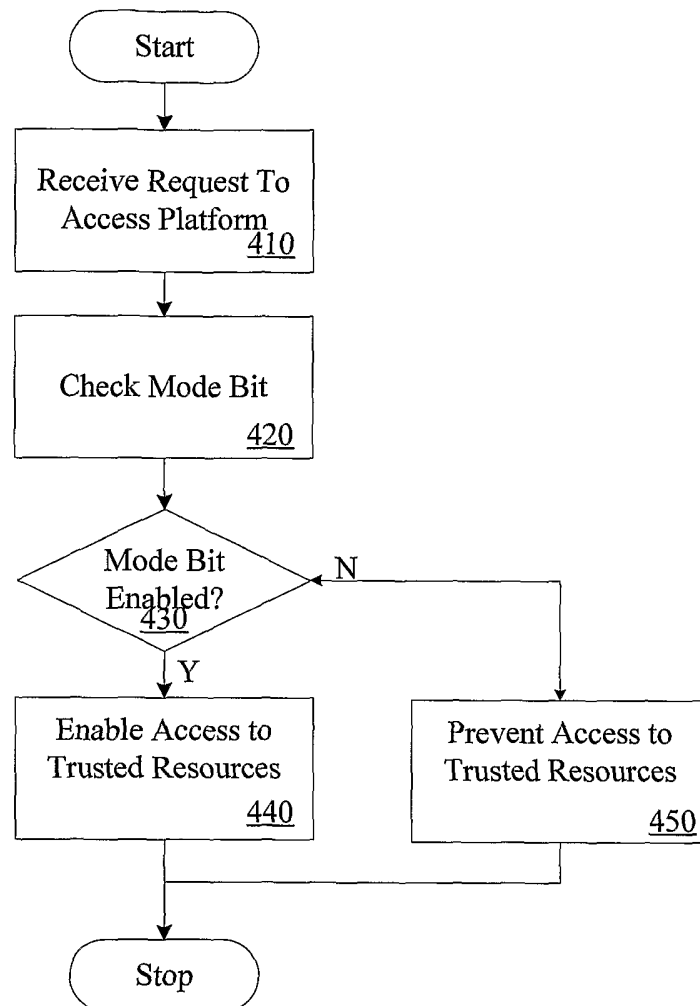 Start
Receive Request To
Access Platform
410
Check Mode Bit
420
Mode Bit
Enabled?
430
N
Y
Enable Access to
Trusted Resources
440
Prevent Access to
Trusted Resources
450
Stop